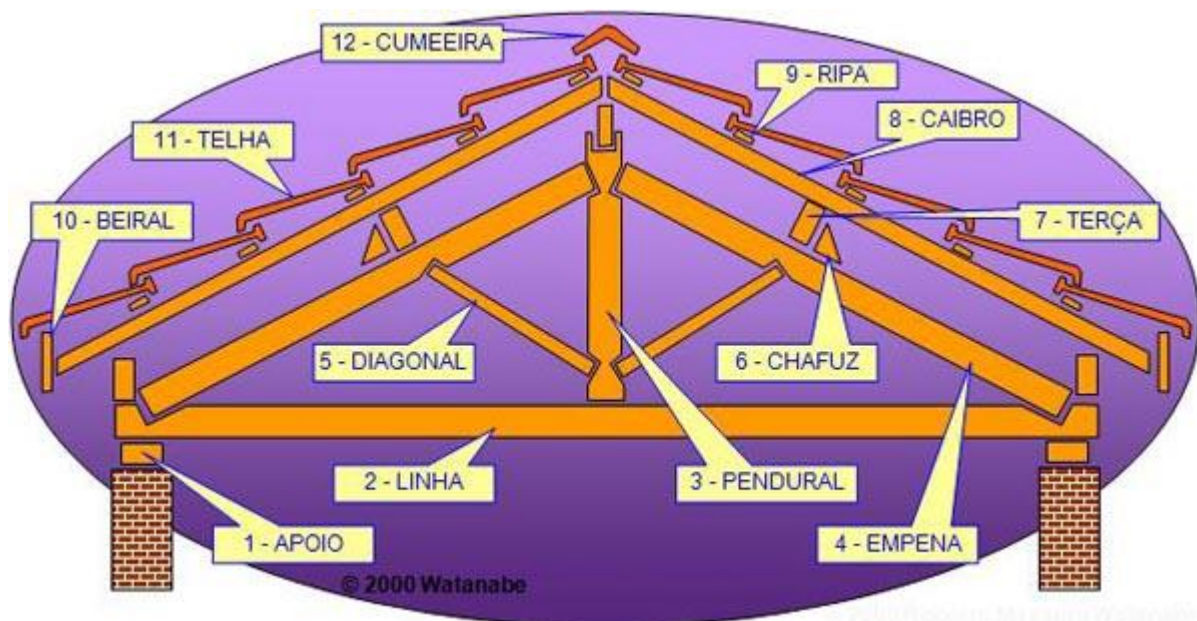 12 - CUMEEIRA
9 - RIPA
8 - CAIBRO
11 - TELHA
10 - BEIRAL
7 - TERÇA
5 - DIAGONAL
6 - CHAFUZ
2 - LINHA
3 - PENDURAL
1 - APOIO
4 - EMPENA
© 2000 Watanabe